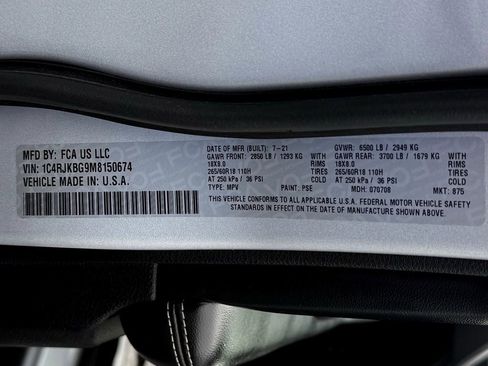 MFD BY: FCA US LLC
VIN: 1C4RJKBG9M8150674
VEHICLE MADE IN U.S.A.
DATE OF MFR (BUILT): 7-21 GVWR: 6500 LB / 2949 KG
GAWR FRONT: 2850 LB / 1293 KG GAWR REAR: 3700 LB / 1679 KG
18X8.0 RIMS 18X8.0 RIMS
265/60R18 110H TIRES 265/60R18 110H TIRES
AT 250 kPa / 36 PSI AT 250 kPa / 36 PSI
TYPE: MPV PAINT: PSE MDH: 070708 MKT: 875
THIS VEHICLE CONFORMS TO ALL APPLICABLE U.S.A. FEDERAL MOTOR VEHICLE SAFETY
STANDARDS IN EFFECT ON THE DATE OF MANUFACTURE SHOWN ABOVE.